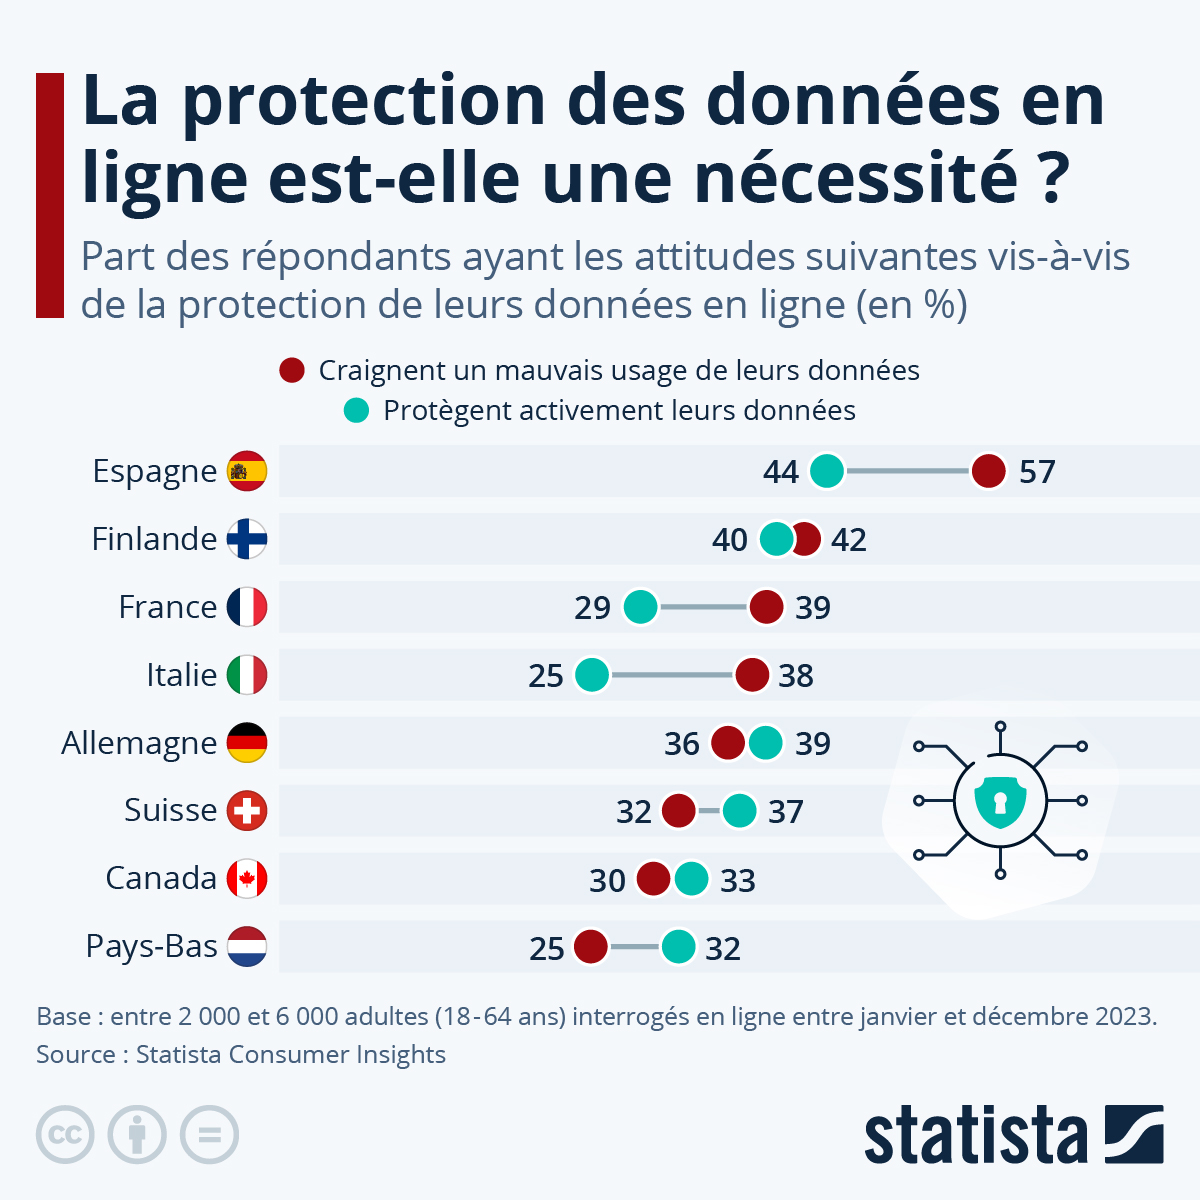 La protection des données en
ligne est-elle une nécessité ?
Part des répondants ayant les attitudes suivantes vis-à-vis
de la protection de leurs données en ligne (en %)
Craignent un mauvais usage de leurs données
Protègent activement leurs données
Espagne 44 57
Finlande 40 42
France 29 39
Italie 25 38
Allemagne 36 39
Suisse 32 37
Canada 30 33
Pays-Bas 25 32
Base : entre 2 000 et 6 000 adultes (18-64 ans) interrogés en ligne entre janvier et décembre 2023.
Source : Statista Consumer Insights
cc = statista